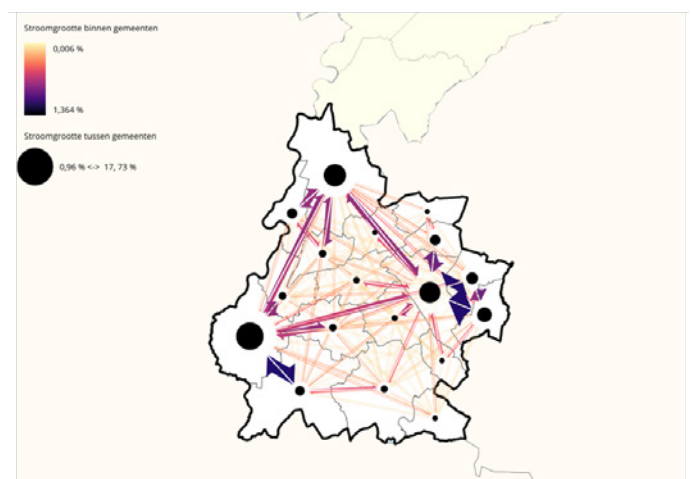 Stroomgrootte binnen gemeenten
0,006 %
1,364 %
Stroomgrootte tussen gemeenten
0,96 % <-> 17, 73 %